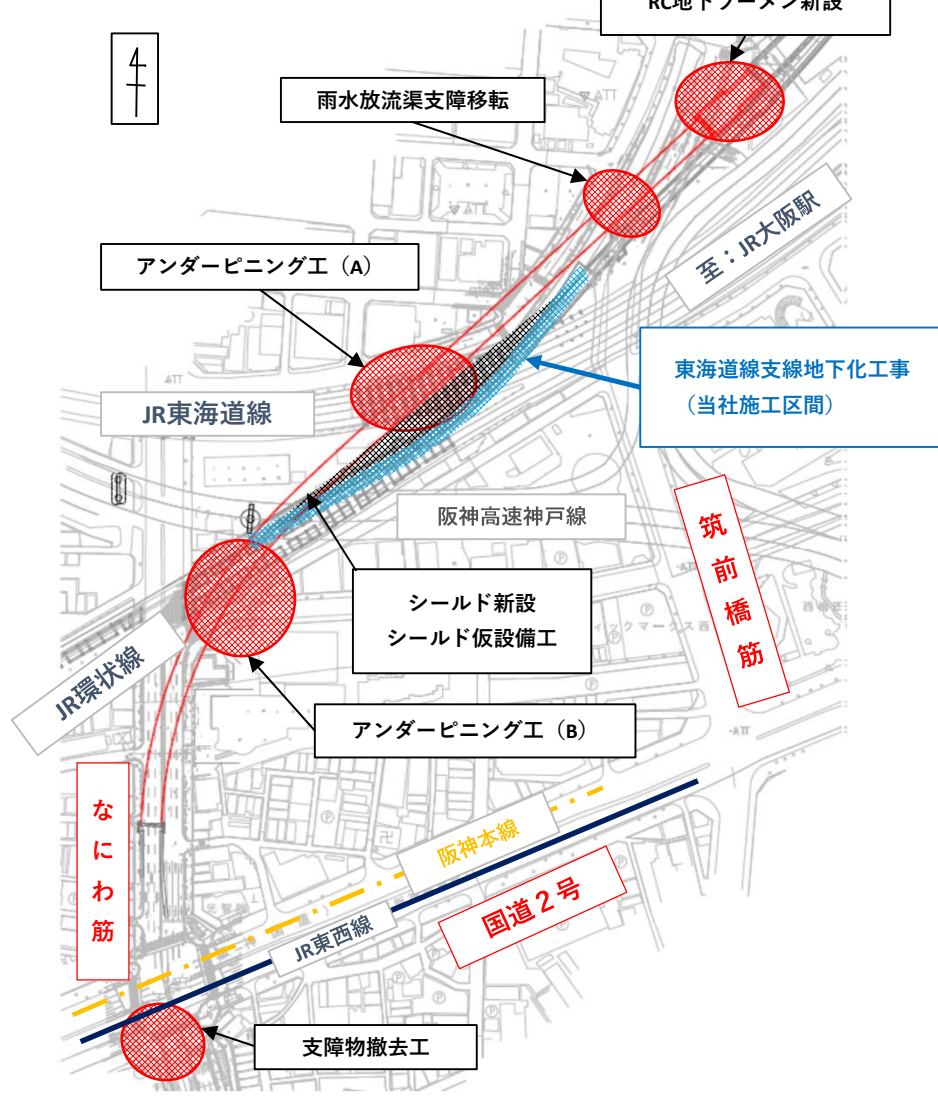 RC地下ラーメン新設
雨水放流渠支障移転
ATT
ATT
至：JR大阪駅
アンダーピニング工（A）
東海道線支線地下化工事
（当社施工区間）
ATT
JR東海道線
阪神高速神戸線
筑前橋筋
シールド新設
シールド仮設備工
JR環状線
アンダーピニング工（B）
なにわ筋
阪神本線
国道２号
JR東西線
支障物撤去工